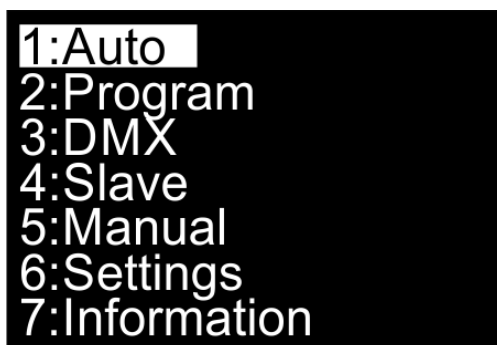 1:Auto
2:Program
3:DMX
4:Slave
5:Manual
6:Settings
7:Information